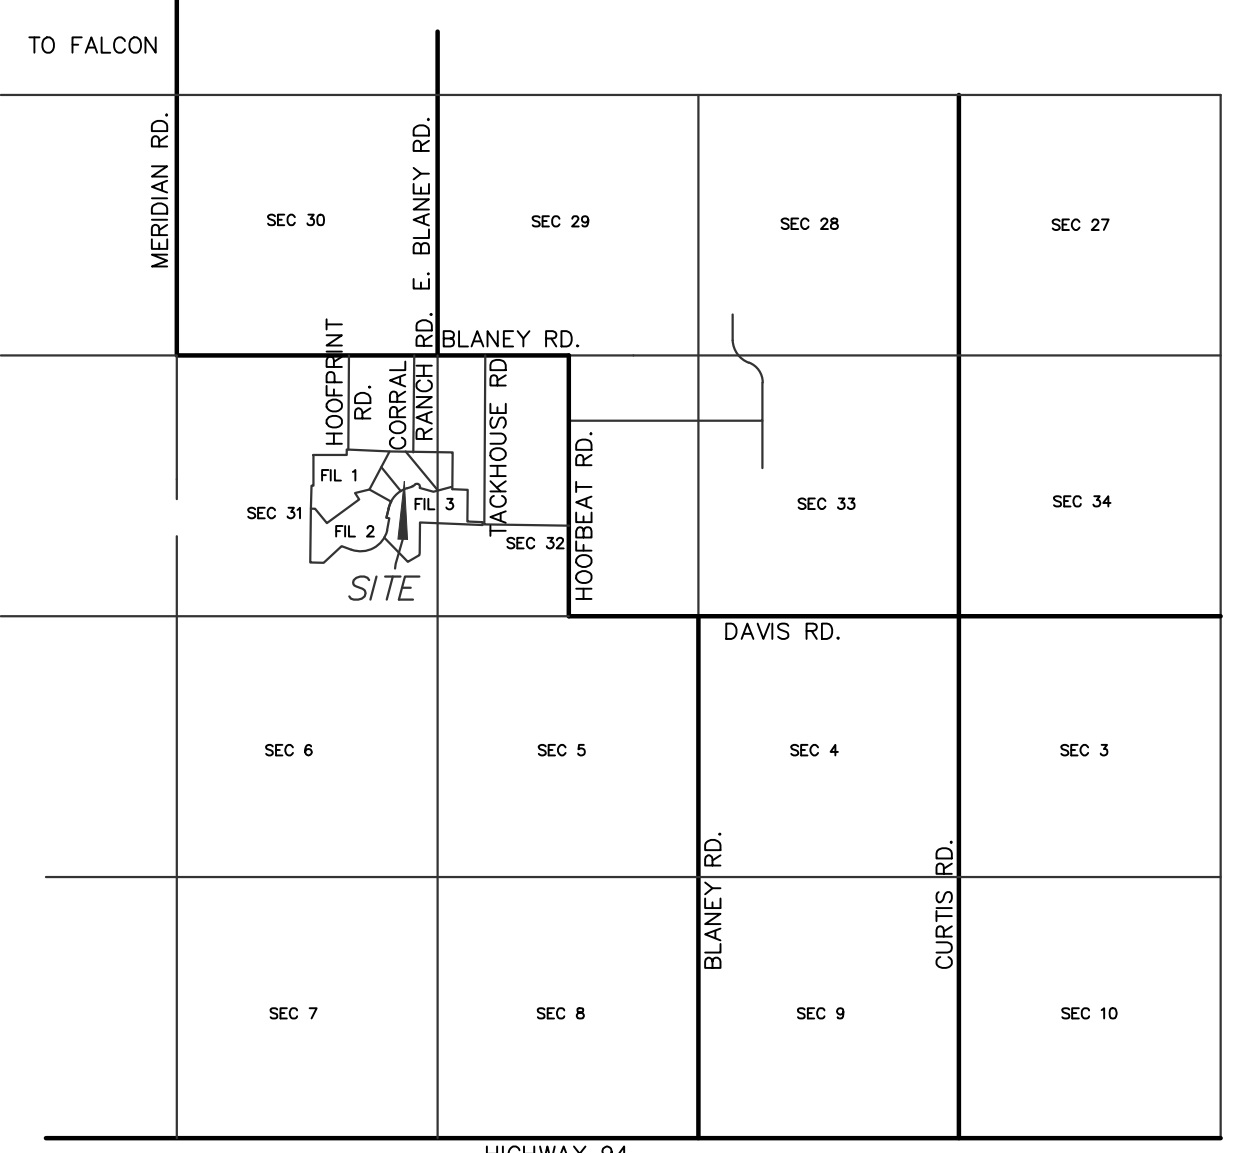 TO FALCON
MERIDIAN RD.
E. BLANEY RD.
SEC 30
SEC 29
SEC 28
SEC 27
BLANEY RD.
HOOFPRINT
RD.
CORRAL
RANCH RD.
TACKHOUSE RD
HOOFBEAT RD.
FIL 1
FIL 2
FIL 3
SEC 31
SEC 32
SEC 33
SEC 34
SITE
DAVIS RD.
SEC 6
SEC 5
SEC 4
SEC 3
BLANEY RD.
CURTIS RD.
SEC 7
SEC 8
SEC 9
SEC 10
HIGHWAY 94